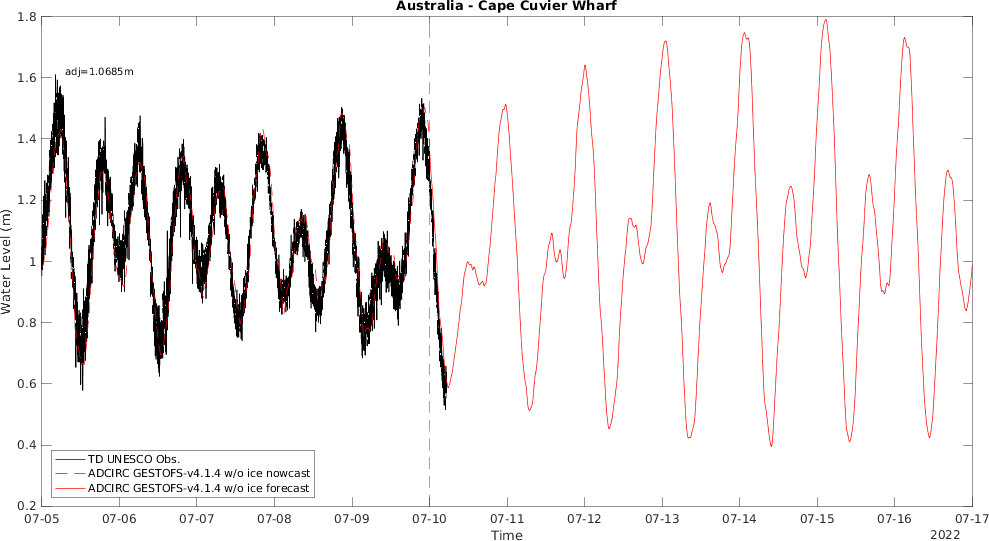 Australia - Cape Cuvier Wharf
adj=1.0685m
Water Level (m)
1.8
1.6
1.4
1.2
1
0.8
0.6
0.4
0.2
TD UNESCO Obs.
ADCIRC GESTOFS-v4.1.4 w/o ice nowcast
ADCIRC GESTOFS-v4.1.4 w/o ice forecast
07-05 07-06 07-07 07-08 07-09 07-10 07-11 07-12 07-13 07-14 07-15 07-16 07-17
Time
2022